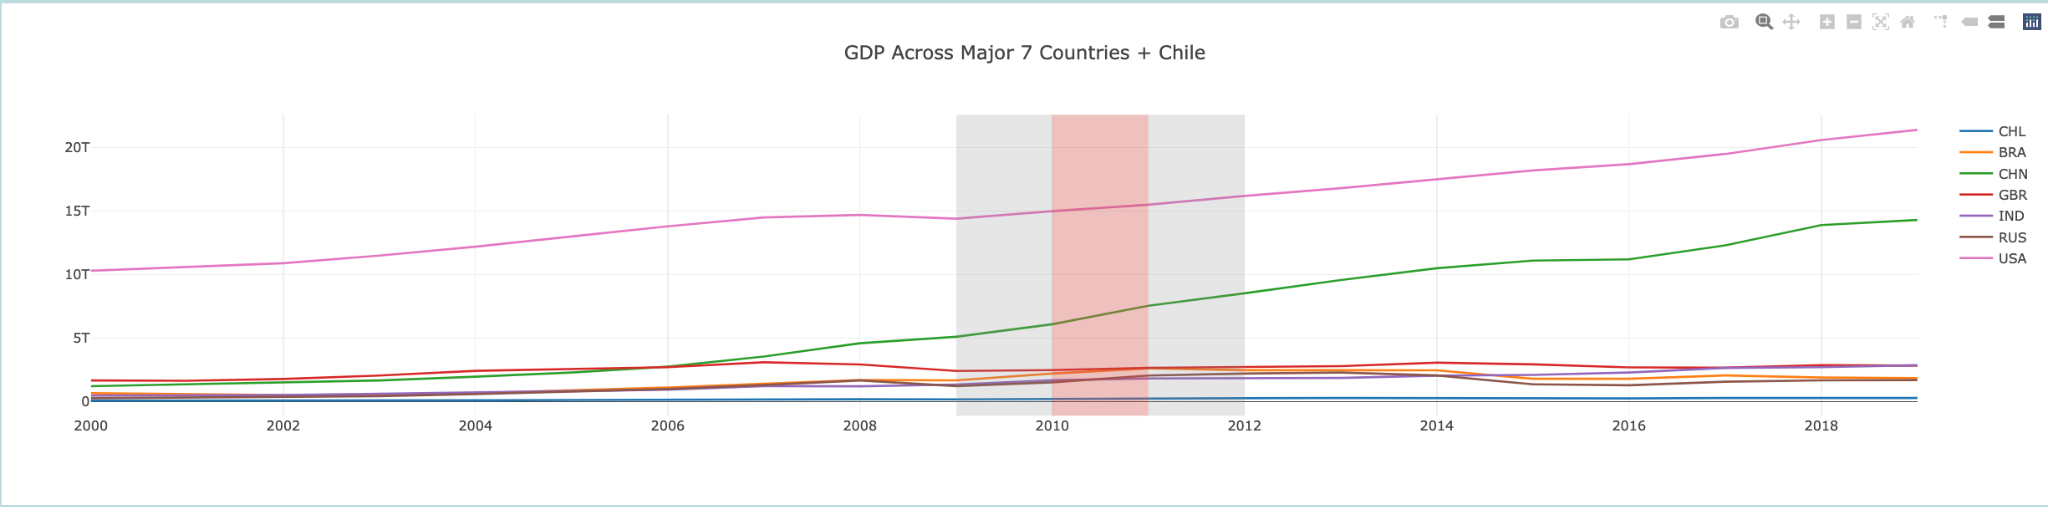 GDP Across Major 7 Countries + Chile
20T
15T
10T
5T
0
2000 2002 2004 2006 2008 2010 2012 2014 2016 2018
CHL
BRA
CHN
GBR
IND
RUS
USA